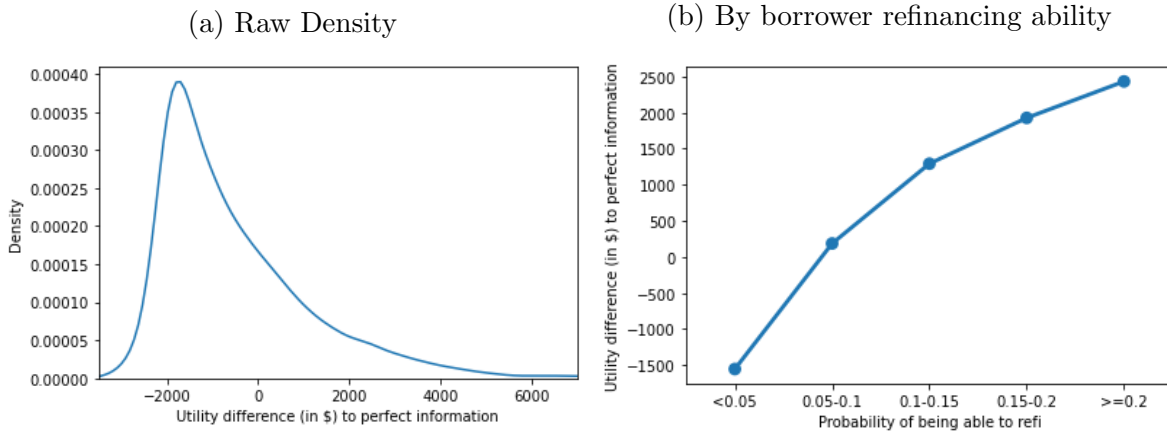 (a) Raw Density
0.00040
0.00035
0.00030
0.00025
0.00020
0.00015
0.00010
0.00005
0.00000
Density
−2000 0 2000 4000 6000
Utility difference (in $) to perfect information
(b) By borrower refinancing ability
2500
2000
1500
1000
500
0
−500
−1000
−1500
Utility difference (in $) to perfect information
<0.05 0.05-0.1 0.1-0.15 0.15-0.2 >=0.2
Probability of being able to refi